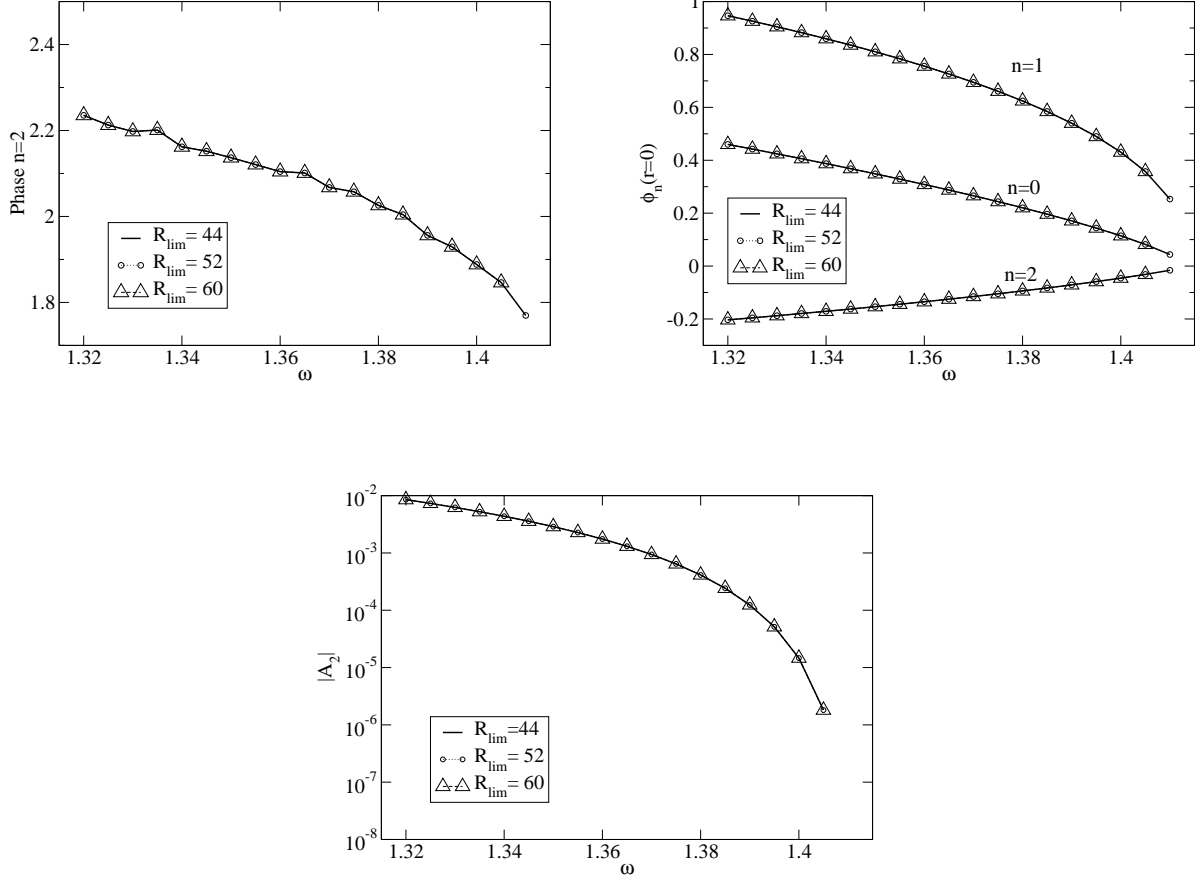 2.4
2.2
2
1.8
Phase n=2
R_lim= 44
R_lim= 52
R_lim= 60
1.32 1.34 1.36 1.38 1.4
ω
1
0.8
0.6
0.4
0.2
0
-0.2
ϕ_n(r=0)
n=1
n=0
n=2
R_lim= 44
R_lim= 52
R_lim= 60
1.32 1.34 1.36 1.38 1.4
ω
10^-2
10^-3
10^-4
10^-5
10^-6
10^-7
10^-8
|A_2|
R_lim=44
R_lim= 52
R_lim= 60
1.32 1.34 1.36 1.38 1.4
ω